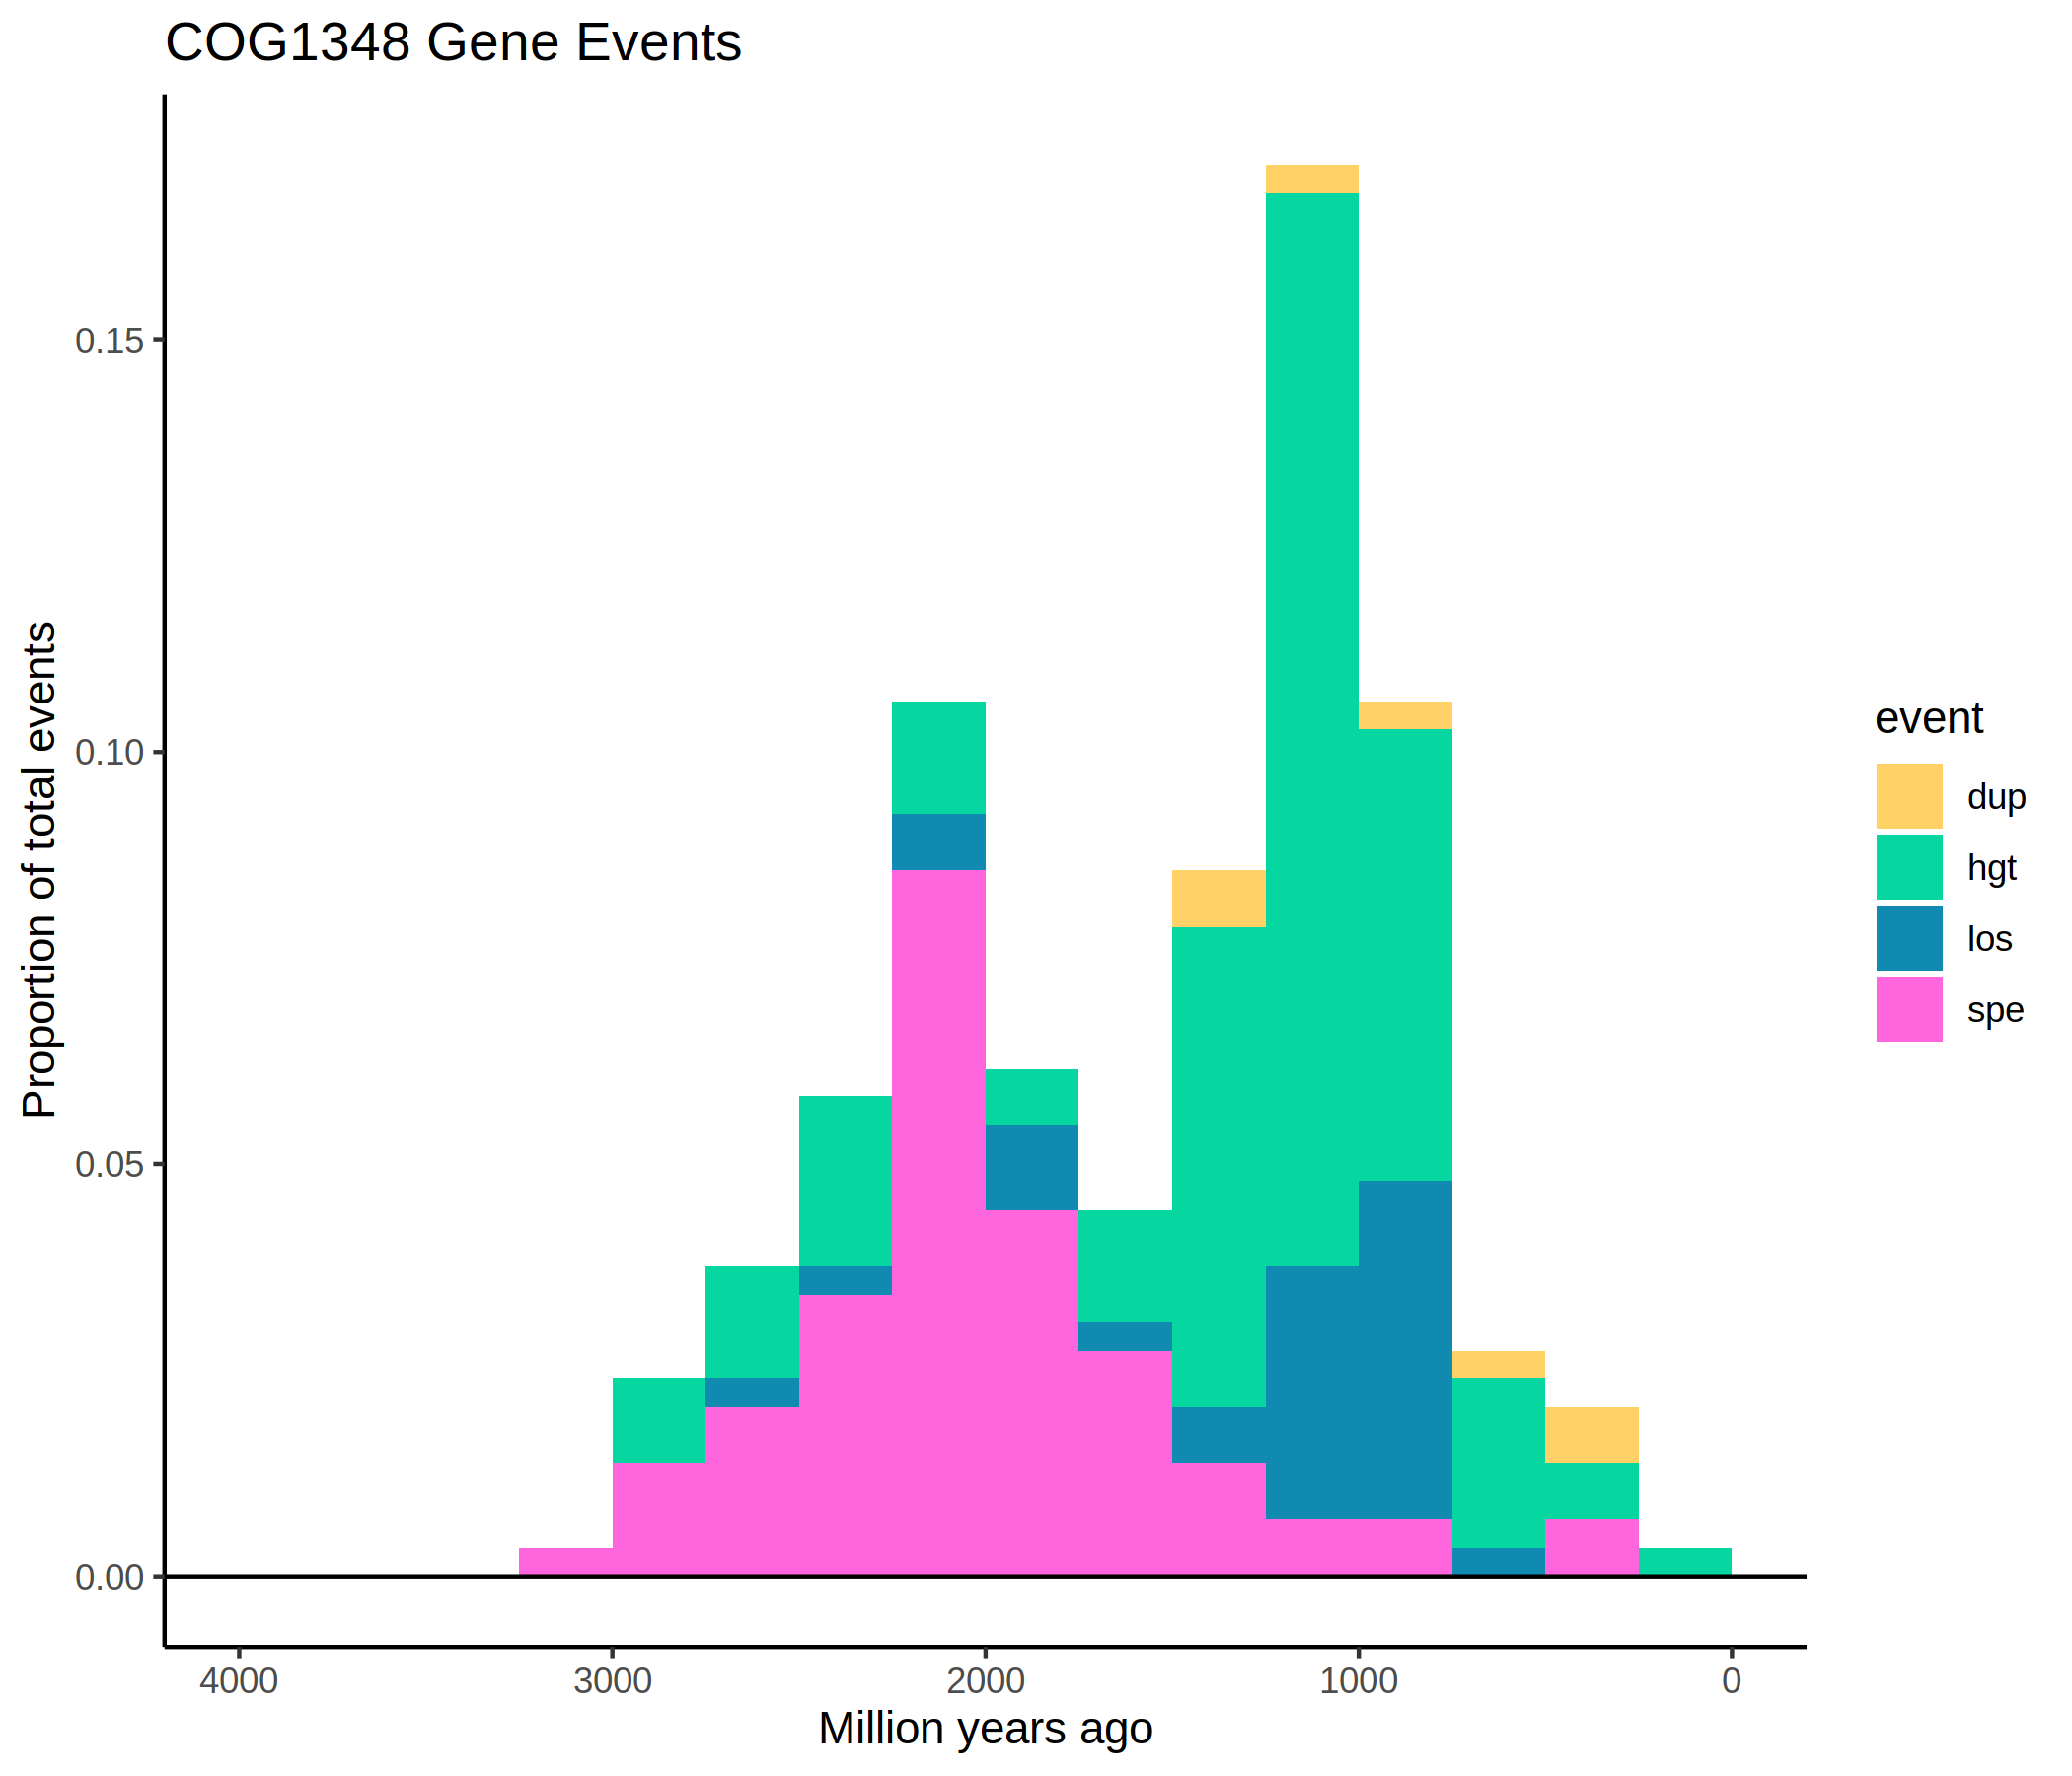 COG1348 Gene Events
Proportion of total events
0.15
0.10
0.05
0.00
4000
3000
2000
1000
0
Million years ago
event
dup
hgt
los
spe